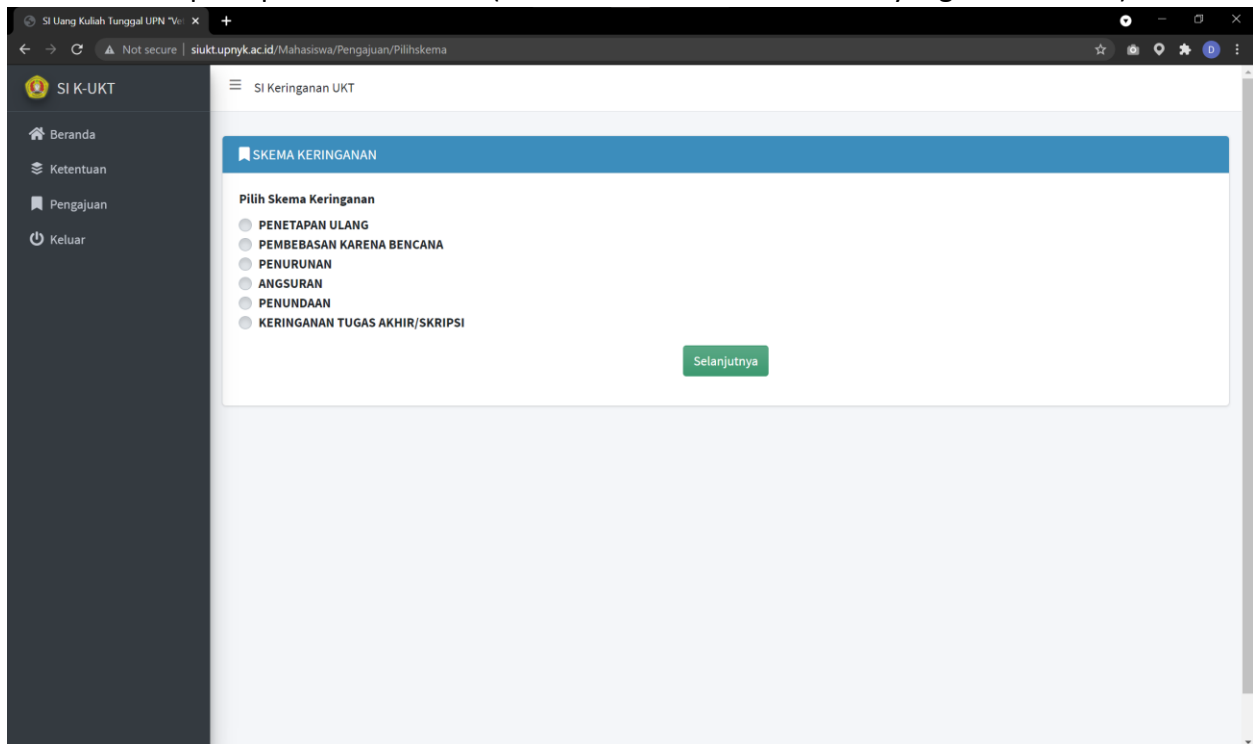 SI Uang Kuliah Tunggal UPN "Ve
Not secure | siukt.upnyk.ac.id/Mahasiswa/Pengajuan/Pilihskema
D
SI K-UKT
SI Keringanan UKT
Beranda
Ketentuan
Pengajuan
Keluar
SKEMA KERINGANAN
Pilih Skema Keringanan
PENETAPAN ULANG
PEMBEBASAN KARENA BENCANA
PENURUNAN
ANGSURAN
PENUNDAAN
KERINGANAN TUGAS AKHIR/SKRIPSI
Selanjutnya